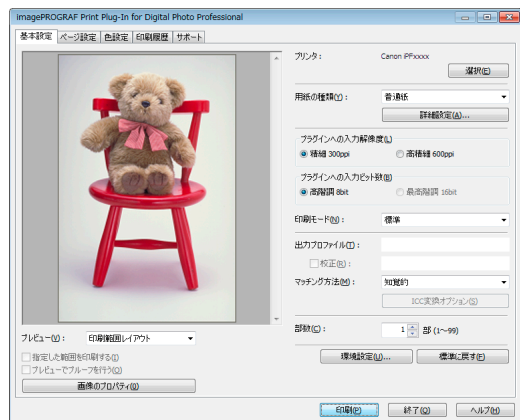 imagePROGRAF Print Plug-In for Digital Photo Professional
基本設定 ページ設定 色設定 印刷履歴 サポート
プリンタ： Canon iPFxxxx
選択(E)
用紙の種類(Y)： 普通紙
詳細設定(A)...
プラグインへの入力解像度(L)
精細 300ppi 高精細 600ppi
プラグインへの入力ビット数(B)
高階調 8bit 最高階調 16bit
印刷モード(N)： 標準
出力プロファイル(T)：
校正(R)：
マッチング方法(M)： 知覚的
ICC変換オプション(S)
部数(C)： 1 部 (1～99)
プレビュー(V)： 印刷範囲レイアウト
指定した範囲を印刷する(I)
プレビューでプルーフを行う(O)
画像のプロパティ(O)
環境設定(U)... 標準に戻す(F)
印刷(P) 終了(Q) ヘルプ(H)